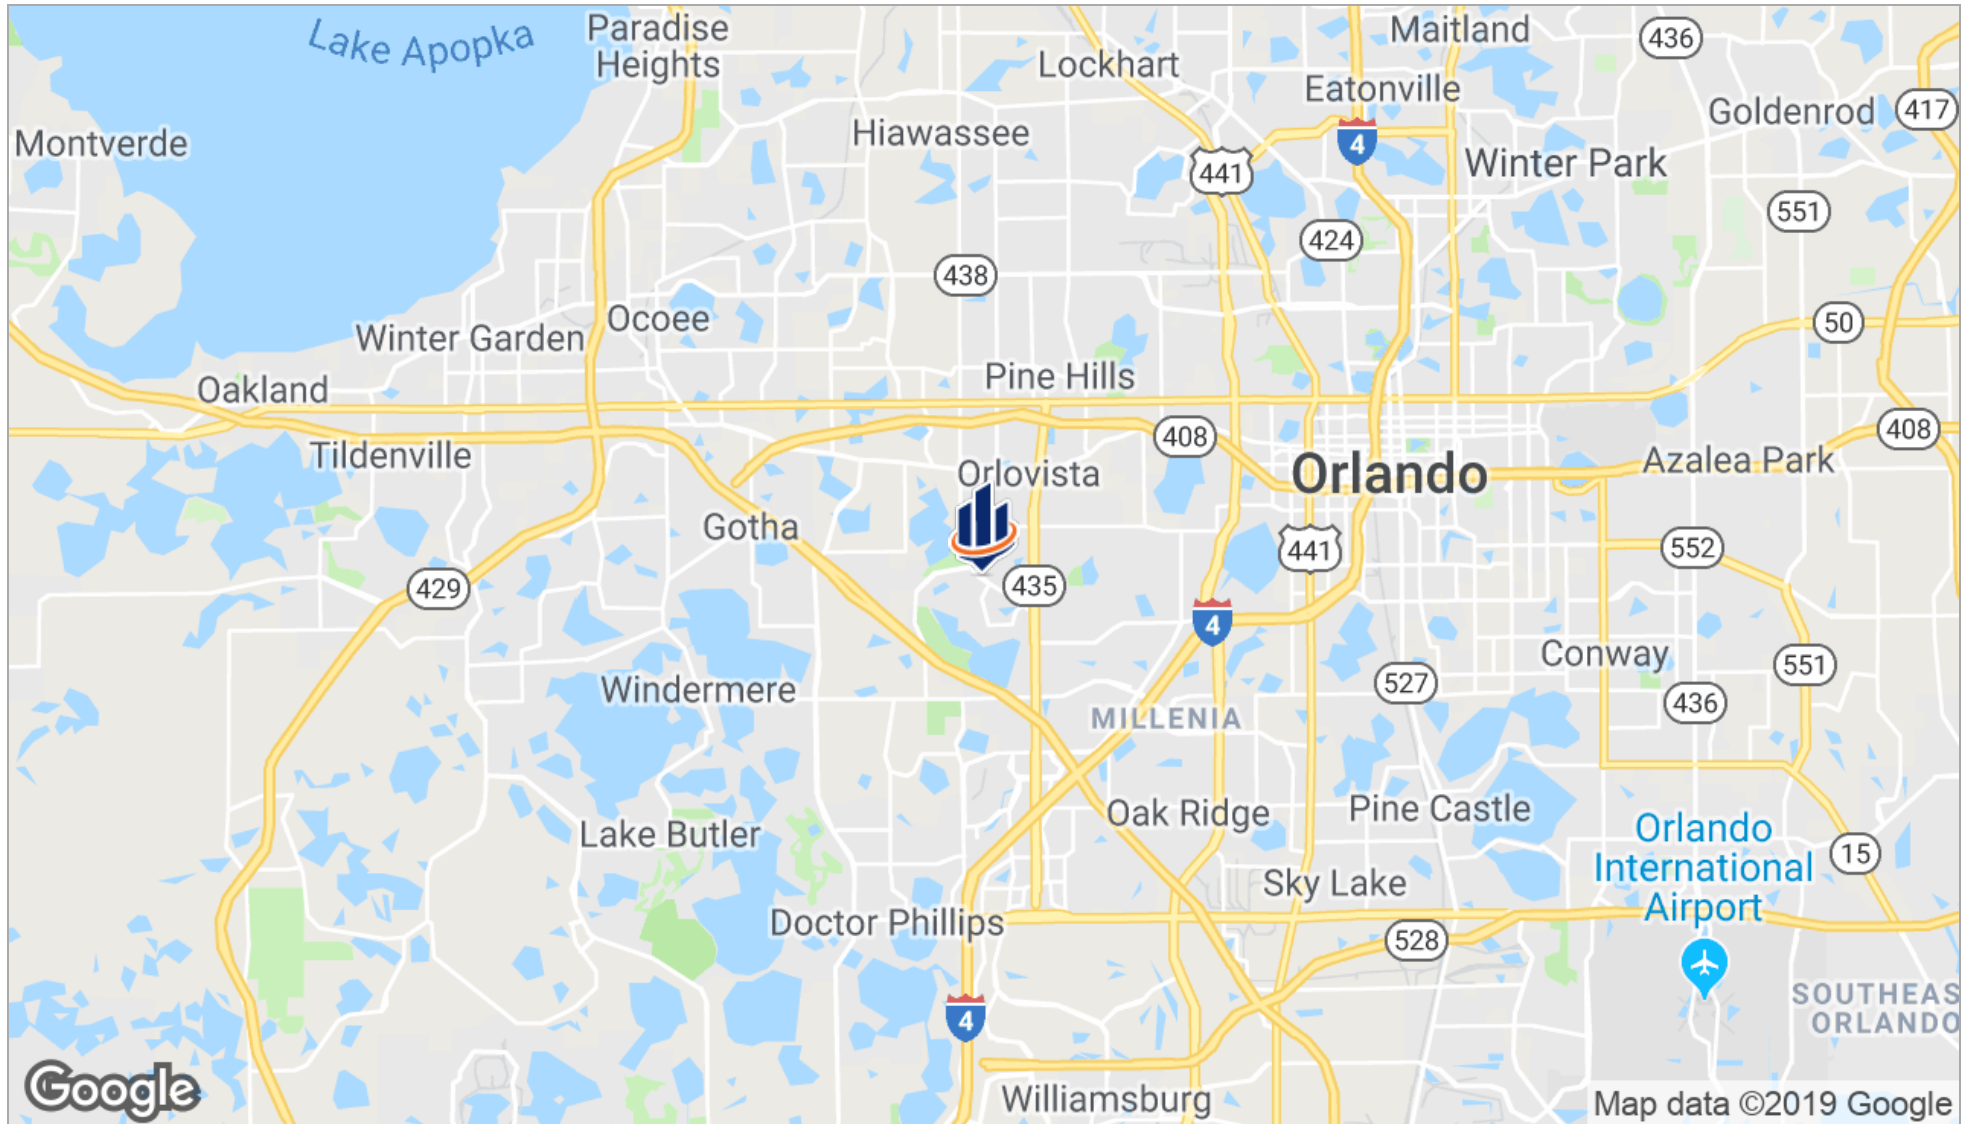 Lake Apopka
Paradise
Heights
Lockhart
Maitland
436
Eatonville
Goldenrod
417
Montverde
Hiawassee
4
441
Winter Park
551
424
438
Winter Garden
Ocoee
50
Oakland
Pine Hills
408
408
Tildenville
Orlovista
Orlando
Azalea Park
Gotha
441
552
429
435
4
Conway
551
Windermere
527
436
MILLENIA
Lake Butler
Oak Ridge
Pine Castle
Orlando
International
Airport
15
Sky Lake
Doctor Phillips
528
4
SOUTHEAS
ORLANDO
Google
Williamsburg
Map data ©2019 Google